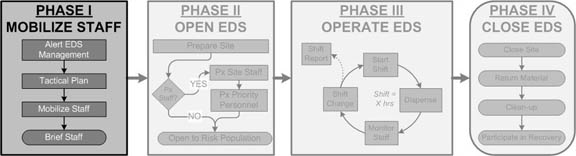 PHASE I
MOBILIZE STAFF
Alert EDS
Management
Tactical Plan
Mobilize Staff
Brief Staff
PHASE II
OPEN EDS
Prepare Site
Px
Staff?
YES
Px Site Staff
Px Priority
Personnel
NO
Open to Risk Population
PHASE III
OPERATE EDS
Shift
Report
Start
Shift
Shift
Change
Shift =
X hrs
Dispense
Monitor
Staff
PHASE IV
CLOSE EDS
Close Site
Return Material
Clean-up
Participate in Recovery